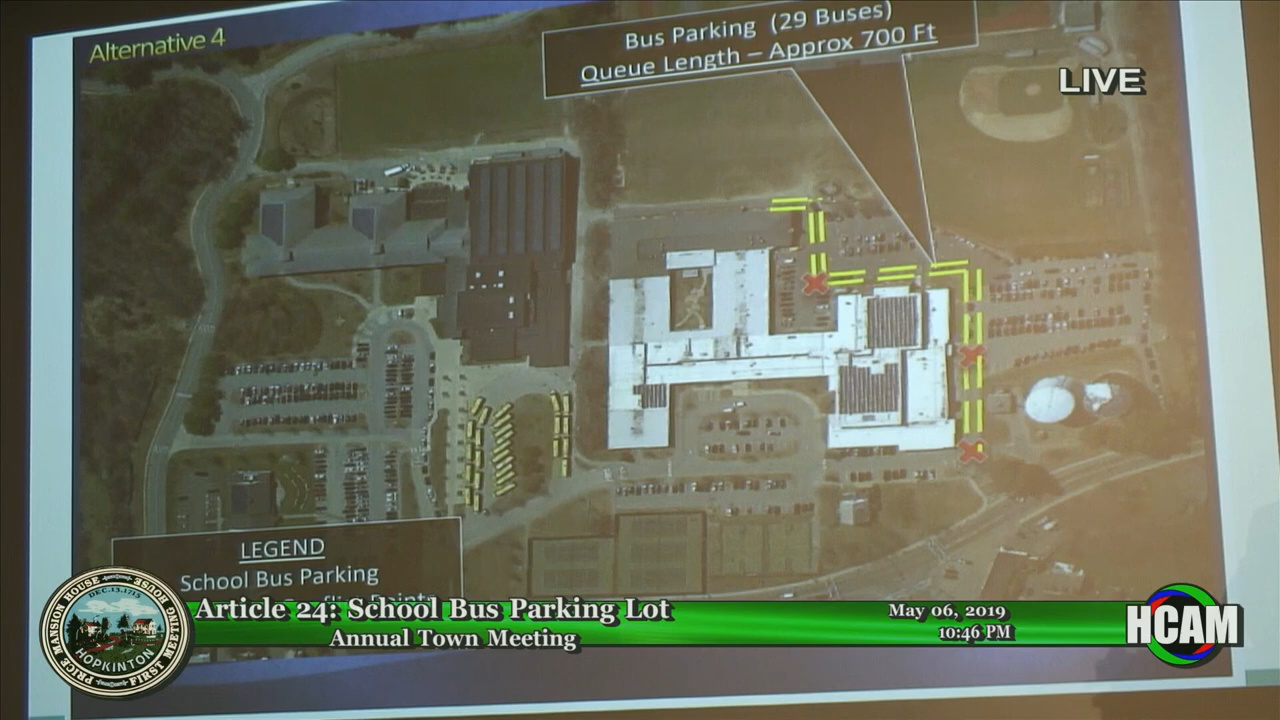 Alternative 4
Bus Parking (29 Buses)
Queue Length – Approx 700 Ft
LIVE
LEGEND
School Bus Parking
Points
Article 24: School Bus Parking Lot
Annual Town Meeting
May 06, 2019
10:46 PM
HCAM
PRICE MANSION HOUSE
FIRST MEETING HOUSE
DEC.13.1715
HOPKINTON